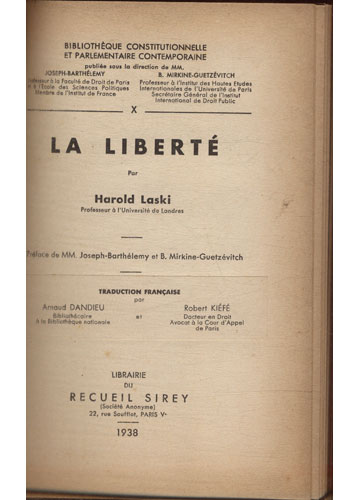 BIBLIOTHÈQUE CONSTITUTIONNELLE
ET PARLEMENTAIRE CONTEMPORAINE
publiée sous la direction de MM.
JOSEPH-BARTHÉLEMY B. MIRKINE-GUETZÉVITCH
à la Faculté de Droit de Paris Professeur à l'Institut des Hautes Etudes
à l'Ecole des Sciences Politiques Internationales de l'Université de Paris
Membre de l'Institut de France Secrétaire Général de l'Institut
International de Droit Public
X
LA LIBERTÉ
Par
Harold Laski
Professeur à l'Université de Londres
Préface de MM. Joseph-Barthélemy et B. Mirkine-Guetzévitch
TRADUCTION FRANÇAISE
par
Arnaud DANDIEU Robert KIÉFÉ
Bibliothécaire et Docteur en Droit
A la Bibliothèque nationale Avocat à la Cour d'Appel
de Paris
LIBRAIRIE
DU
RECUEIL SIREY
(Société Anonyme)
22, rue Soufflot, PARIS Vᵉ
1938